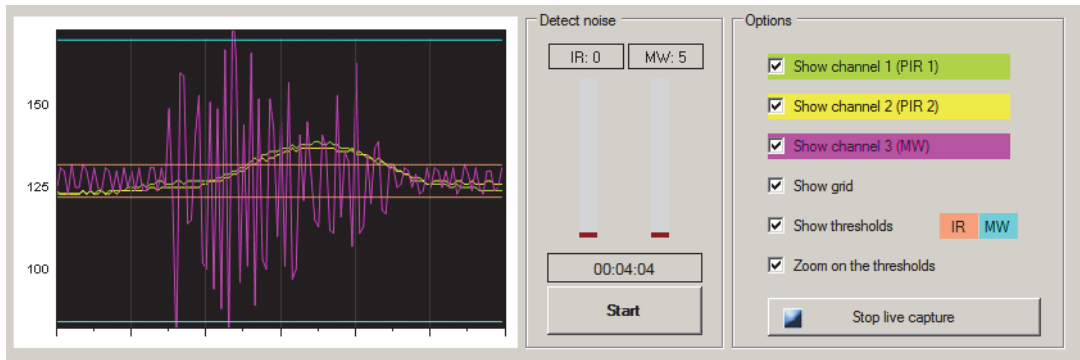 150
125
100
Detect noise
IR: 0
MW: 5
00:04:04
Start
Options
Show channel 1 (PIR 1)
Show channel 2 (PIR 2)
Show channel 3 (MW)
Show grid
Show thresholds
IR
MW
Zoom on the thresholds
Stop live capture